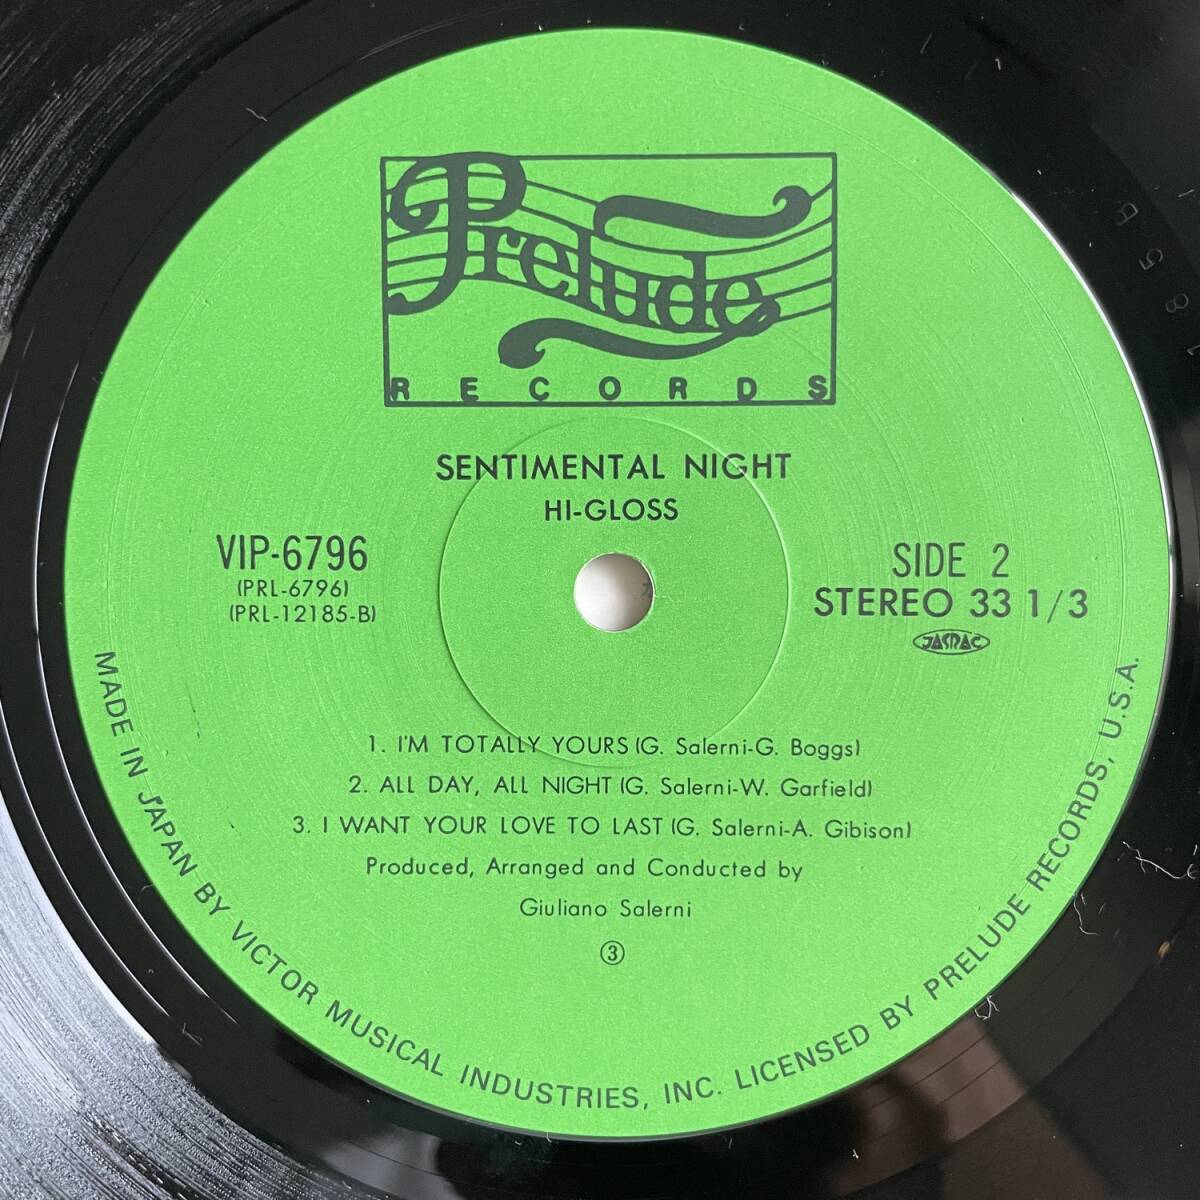 Prelude
RECORDS
SENTIMENTAL NIGHT
HI-GLOSS
VIP-6796
(PRL-6796)
(PRL-12185-B)
SIDE 2
STEREO 33 1/3
JASRAC
1. I'M TOTALLY YOURS (G. Salerni-G. Boggs)
2. ALL DAY, ALL NIGHT (G. Salerni-W. Garfield)
3. I WANT YOUR LOVE TO LAST (G. Salerni-A. Gibison)
Produced, Arranged and Conducted by
Giuliano Salerni
③
MADE IN JAPAN BY VICTOR MUSICAL INDUSTRIES, INC. LICENSED BY PRELUDE RECORDS, U.S.A.